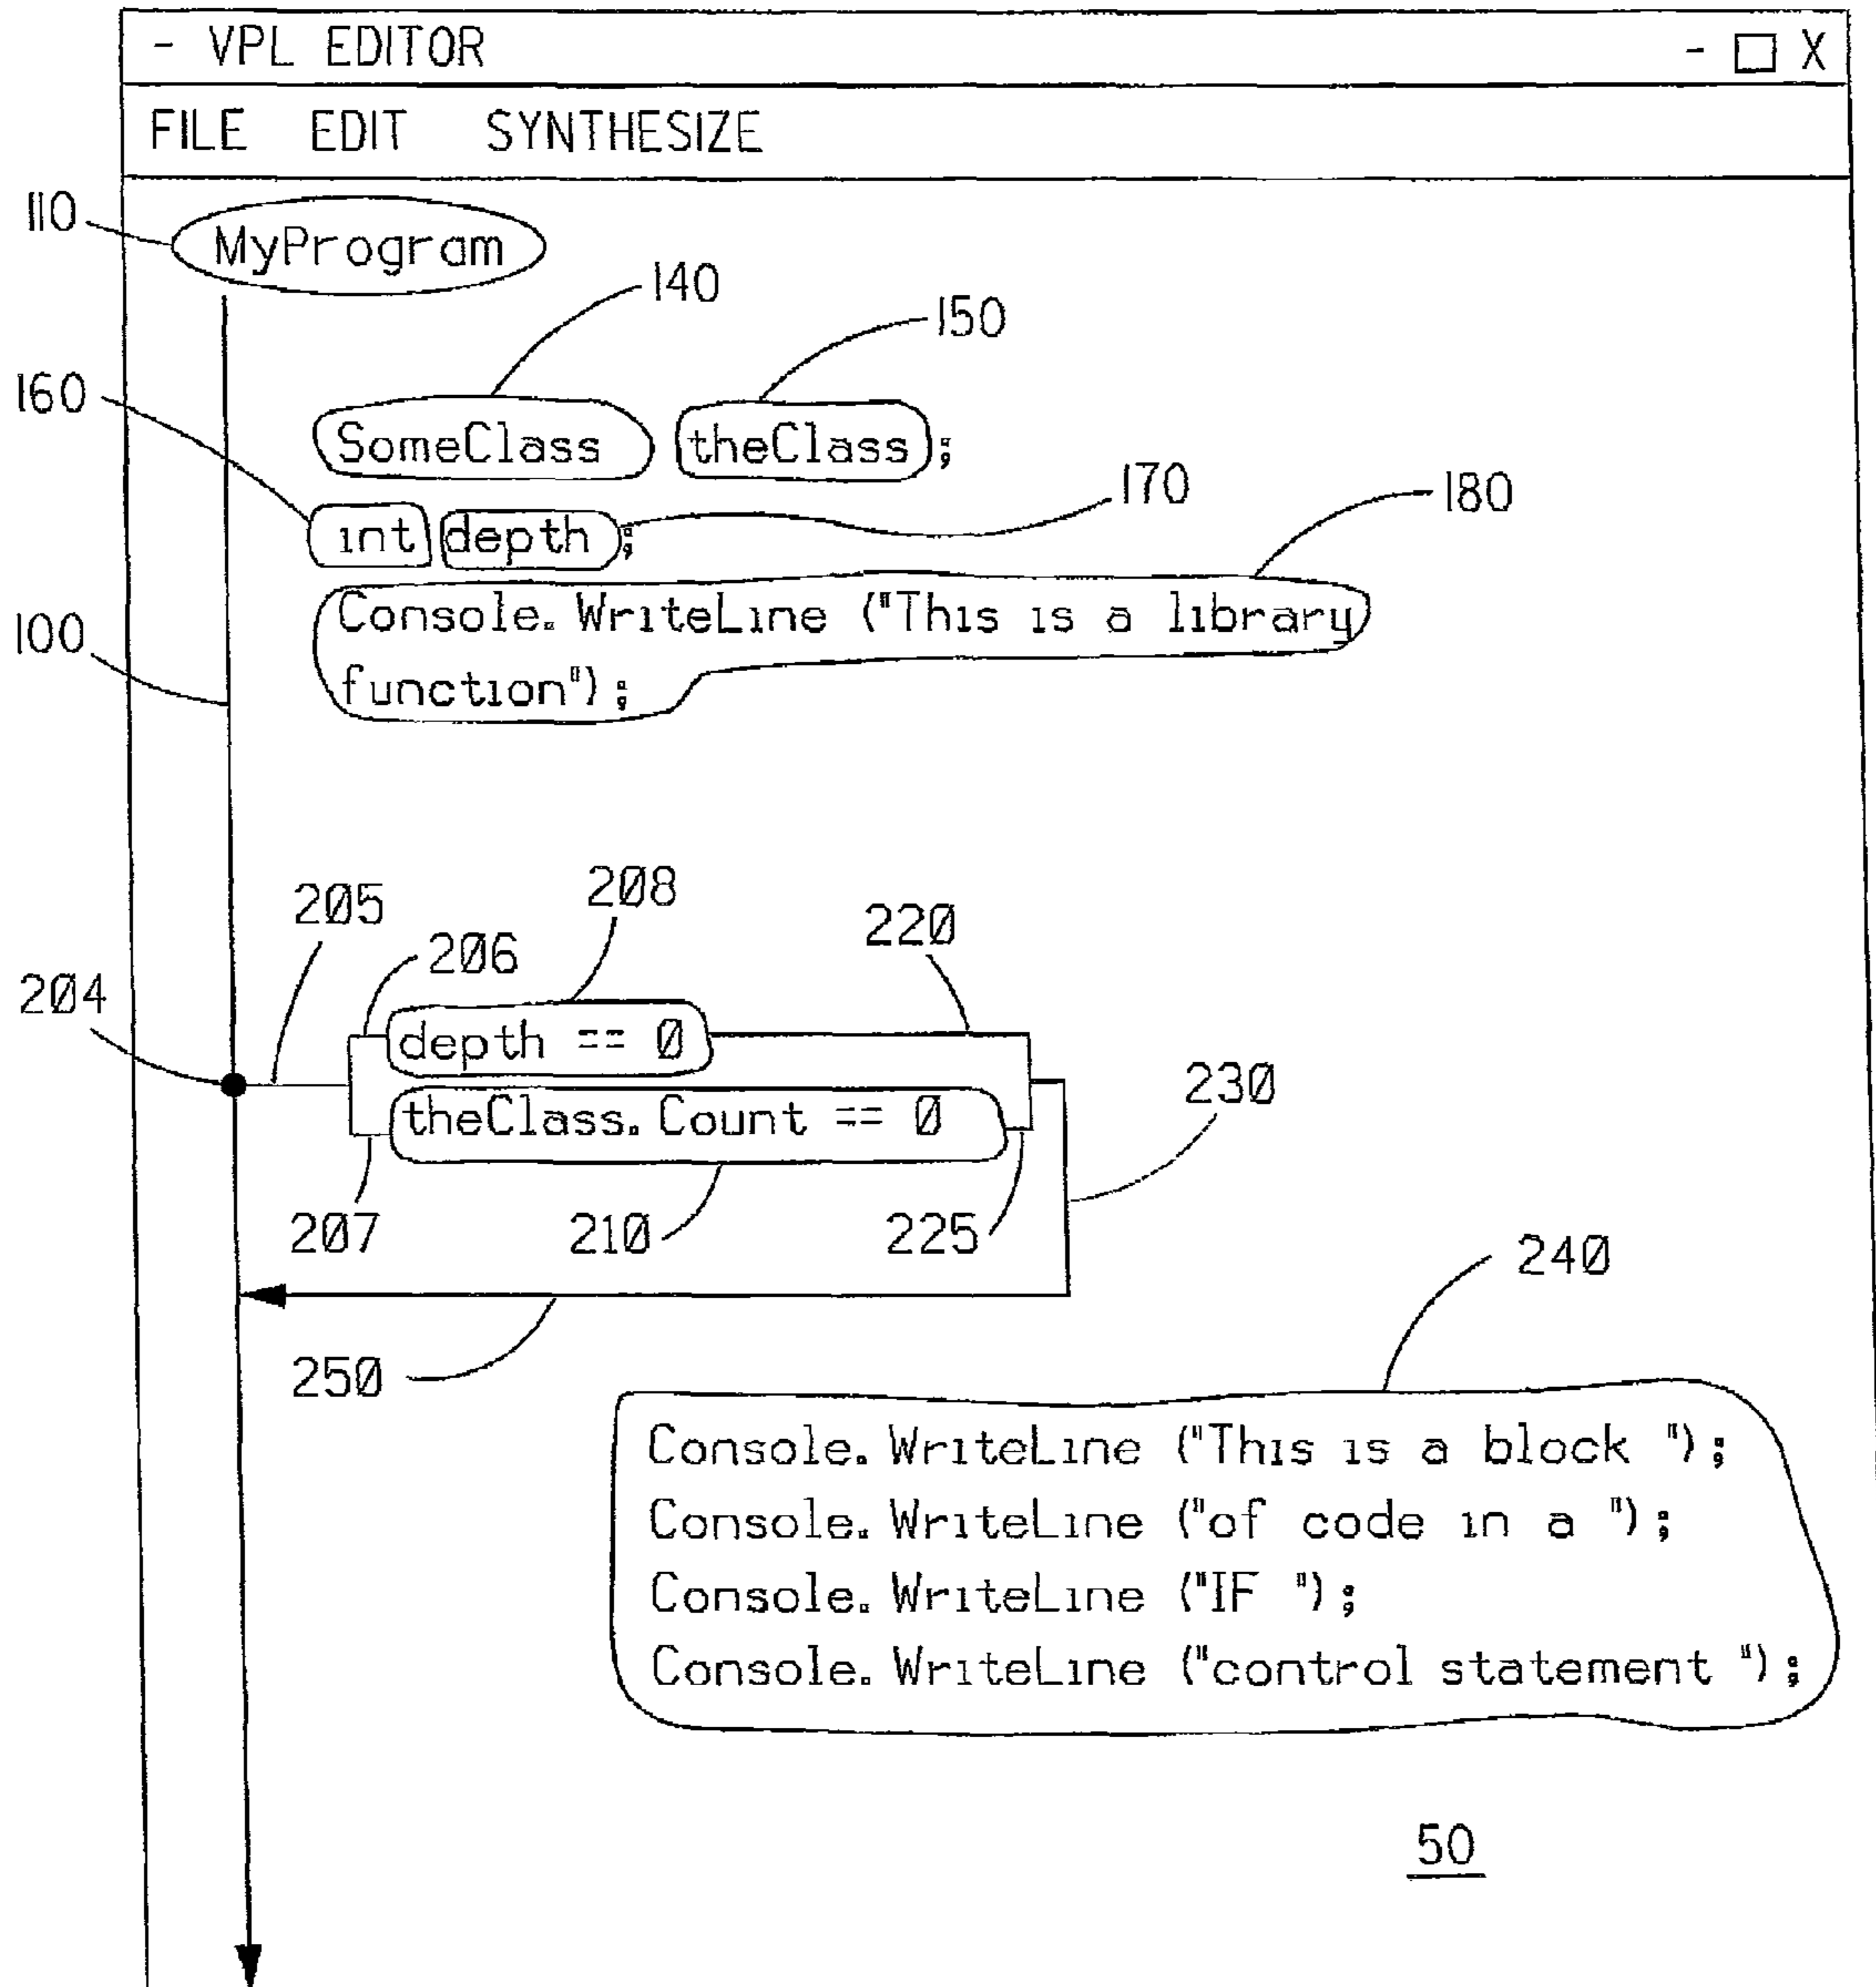 - VPL EDITOR - □ X
FILE EDIT SYNTHESIZE
110
MyProgram
140
150
160
SomeClass theClass;
170
180
int depth;
Console.WriteLine ("This is a library
100
function");
205
208
220
206
204
depth == 0
230
theClass.Count == 0
207
210
225
240
250
Console.WriteLine ("This is a block ");
Console.WriteLine ("of code in a ");
Console.WriteLine ("IF ");
Console.WriteLine ("control statement ");
50